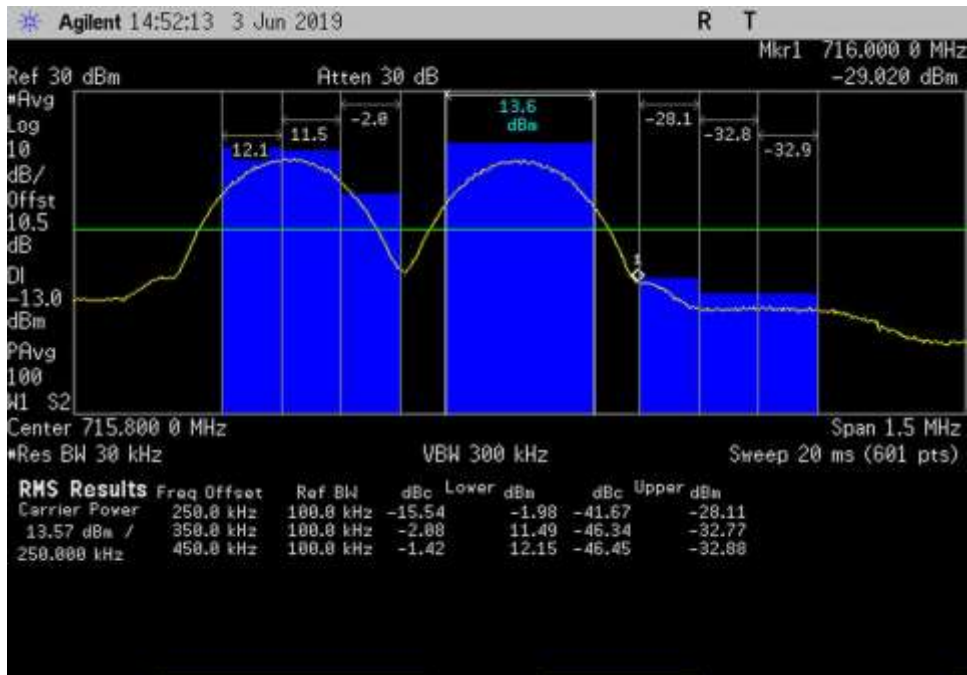 Agilent 14:52:13 3 Jun 2019 R T
Mkr1 716.000 0 MHz
Ref 30 dBm Atten 30 dB -29.020 dBm
#Avg
Log
10
dB/
Offst
10.5
dB
DI
-13.0
dBm
PAvg
100
W1 S2
12.1 11.5 -2.0 13.6 dBm -28.1 -32.8 -32.9
1
Center 715.800 0 MHz Span 1.5 MHz
#Res BW 30 kHz VBW 300 kHz Sweep 20 ms (601 pts)
RMS Results Freq Offset Ref BW dBc Lower dBm dBc Upper dBm
Carrier Power 250.0 kHz 100.0 kHz -15.54 -1.98 -41.67 -28.11
13.57 dBm / 350.0 kHz 100.0 kHz -2.08 11.49 -46.34 -32.77
250.000 kHz 450.0 kHz 100.0 kHz -1.42 12.15 -46.45 -32.88